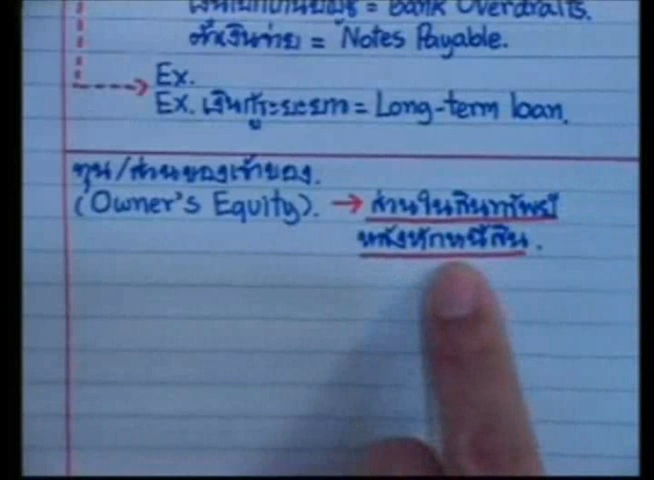 เงินเบิกเกินบัญชี = Bank Overdrafts.
ตั๋วเงินจ่าย = Notes Payable.
Ex.
Ex. เงินกู้ระยะยาว = Long-term loan.
ทุน/ส่วนของเจ้าของ.
(Owner's Equity). → ส่วนในสินทรัพย์
หลังหักหนี้สิน.